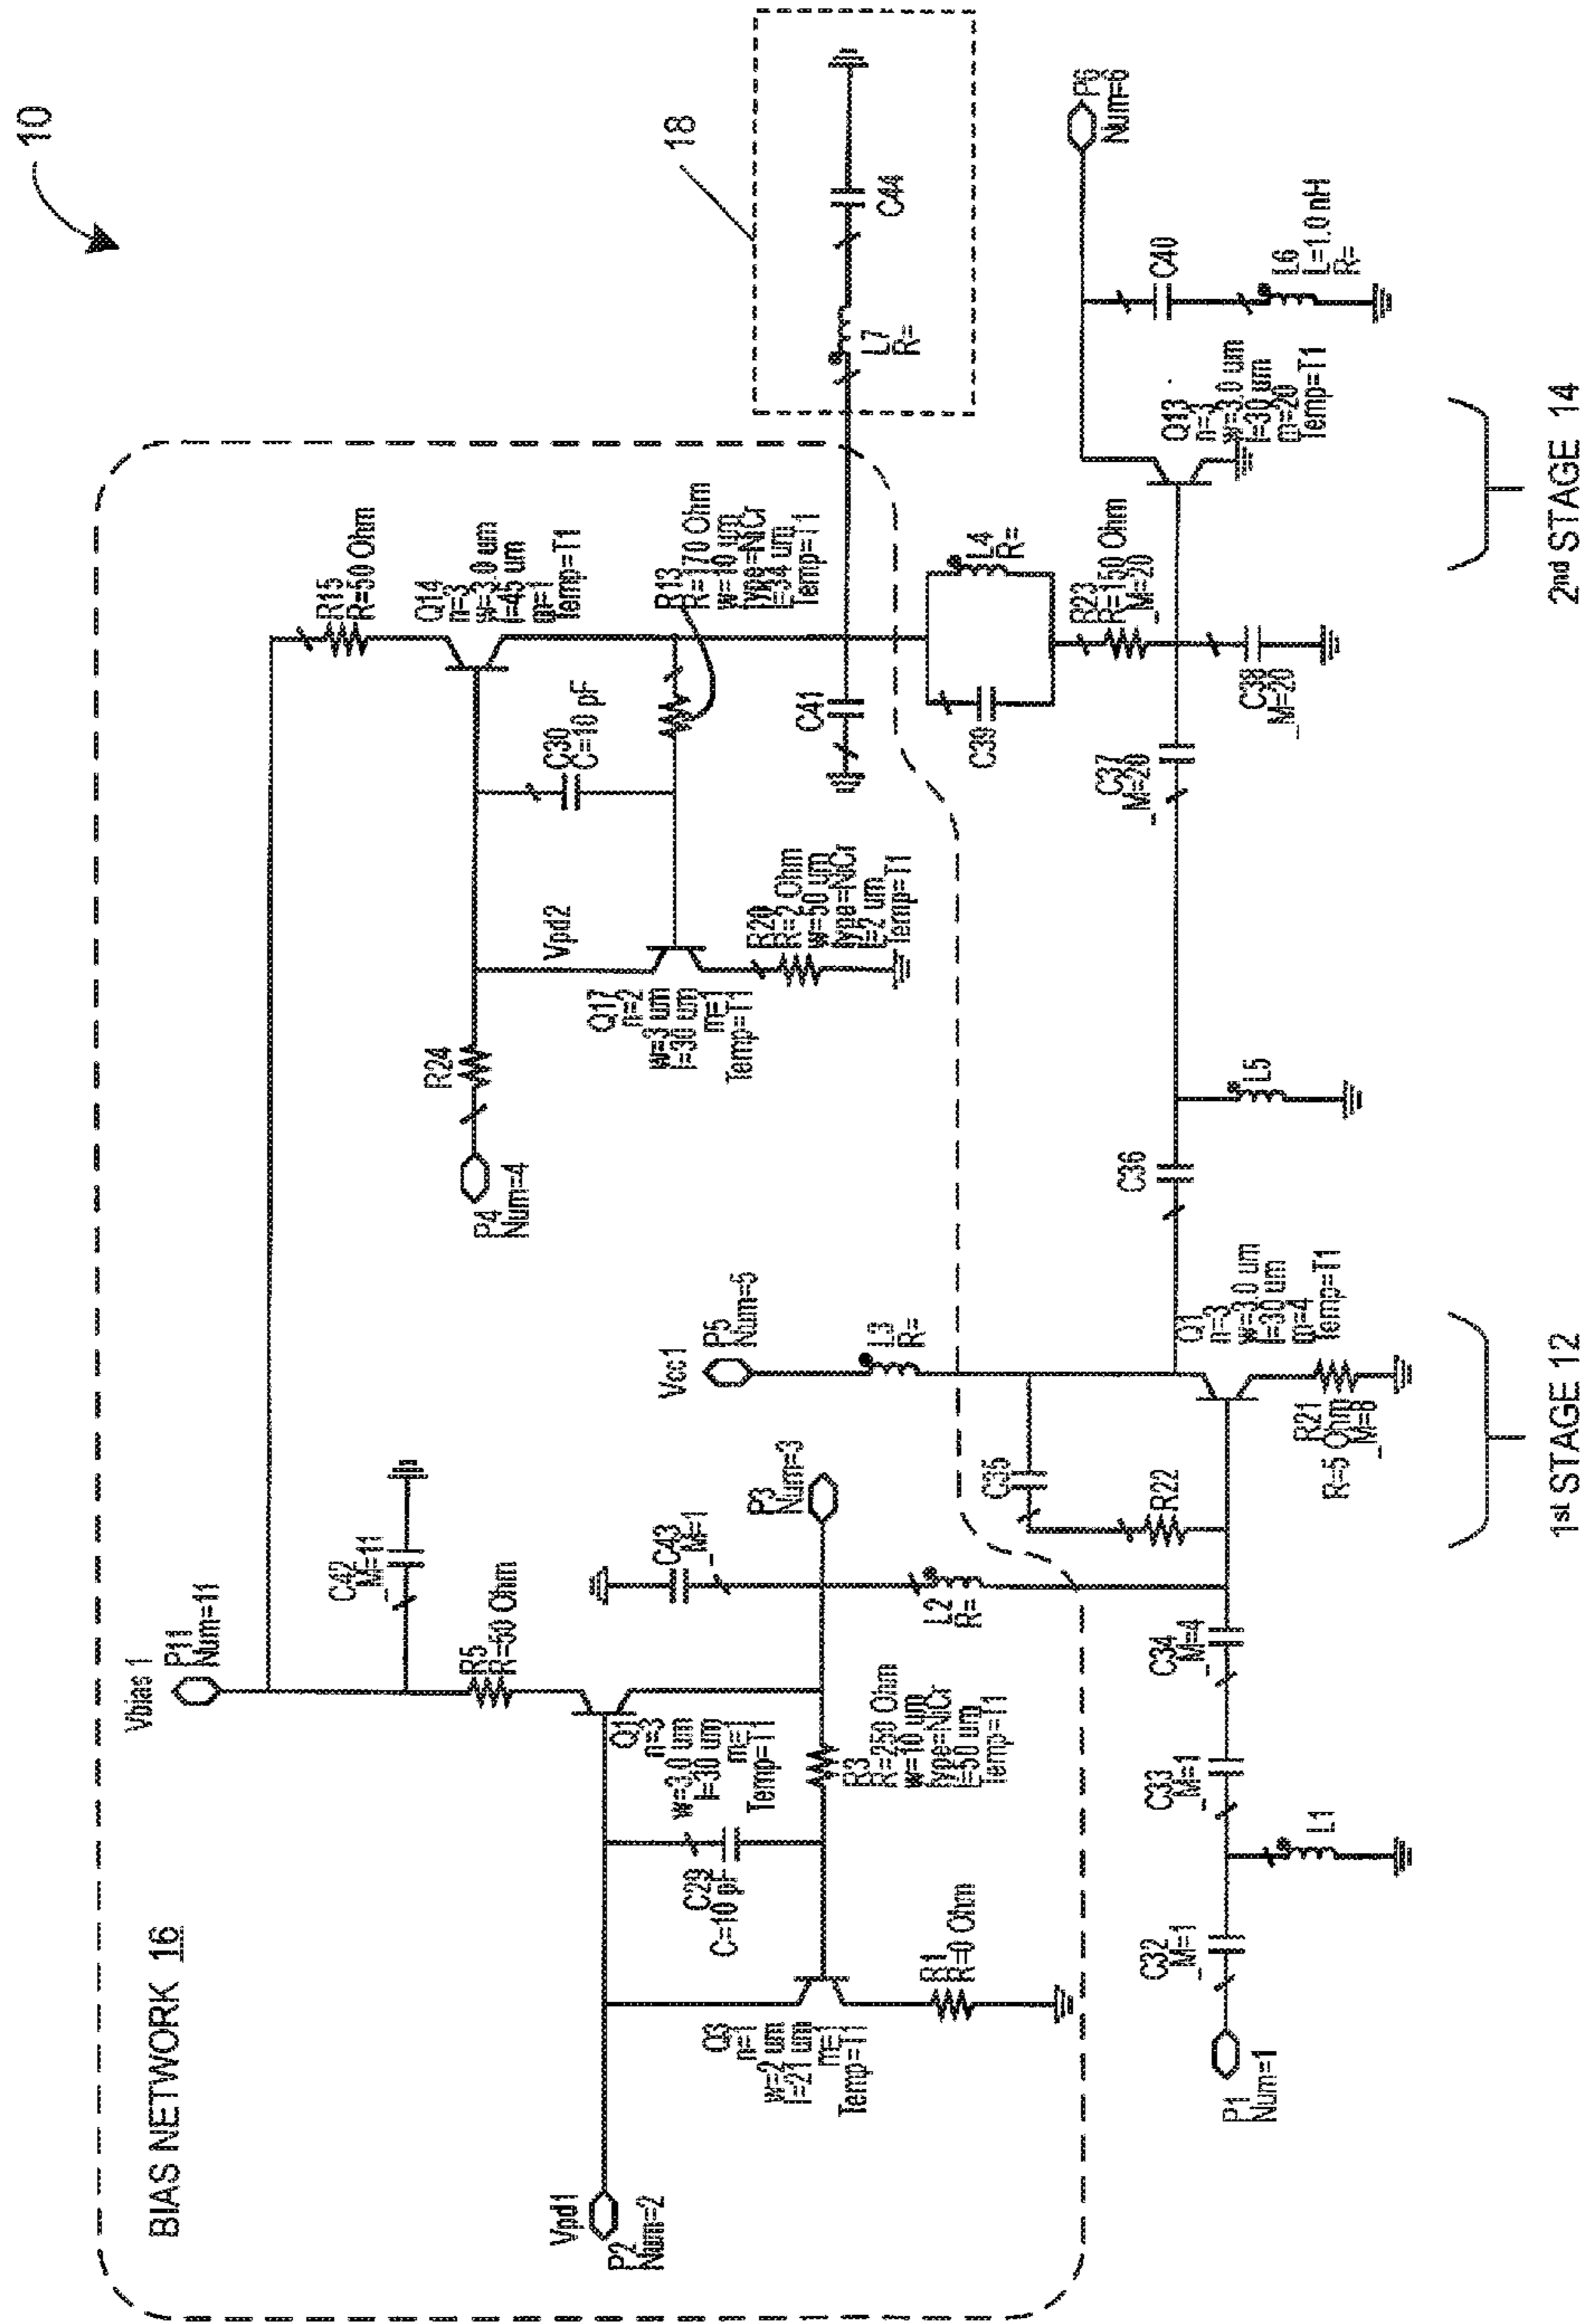 10
BIAS NETWORK 16
Vbias 1
P11
Num=11
C42
_M=11
R5
R=50 Ohm
R15
R=50 Ohm
Q14
n=3
w=3.0 um
l=45 um
m=1
Temp=T1
P4
Num=4
R24
Vpd2
C30
C=10 pF
Q17
n=2
w=3 um
l=30 um
m=1
Temp=T1
R20
R=2 Ohm
w=50 um
type=NiCr
l=2 um
Temp=T1
R13
R=170 Ohm
w=10 um
type=NiCr
l=34 um
Temp=T1
C41
18
L7
R=
C44
Vpd1
P2
Num=2
Q1
n=3
w=3.0 um
l=30 um
m=1
Temp=T1
C29
C=10 pF
Q3
n=1
w=2 um
l=21 um
m=1
Temp=T1
R1
R=0 Ohm
R3
R=250 Ohm
w=10 um
type=NiCr
l=50 um
Temp=T1
C43
_M=1
P3
Num=3
L2
R=
Vcc1
P5
Num=5
L3
R=
C35
R22
C39
L4
R=
R23
R=150 Ohm
_M=20
P6
Num=6
C40
L6
L=1.0 nH
R=
P1
Num=1
C32
_M=1
L1
C33
_M=1
C34
_M=4
Q1
n=3
w=3.0 um
l=30 um
m=4
Temp=T1
R21
R=5 Ohm
_M=8
C36
L5
C37
_M=20
C38
_M=20
Q13
n=3
w=3.0 um
l=30 um
m=20
Temp=T1
1st STAGE 12
2nd STAGE 14